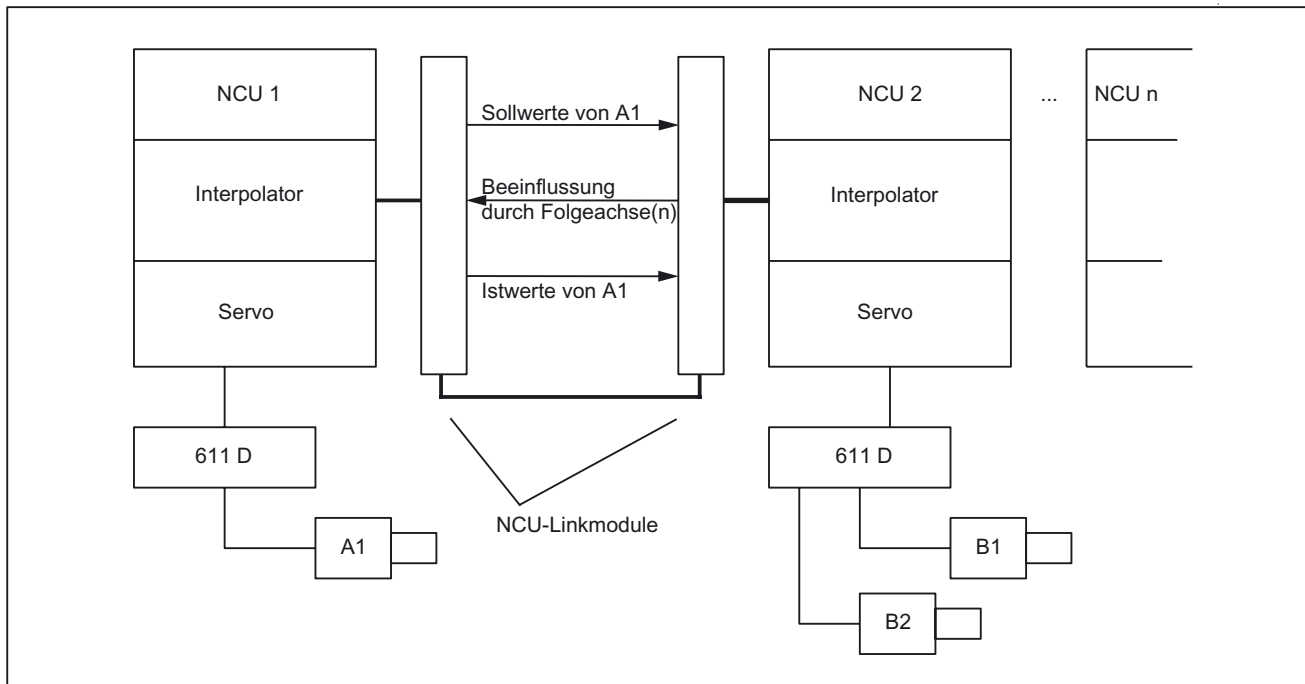 NCU 1
NCU 2
...
NCU n
Sollwerte von A1
Interpolator
Beeinflussung
durch Folgeachse(n)
Interpolator
Istwerte von A1
Servo
Servo
611 D
611 D
NCU-Linkmodule
A1
B1
B2